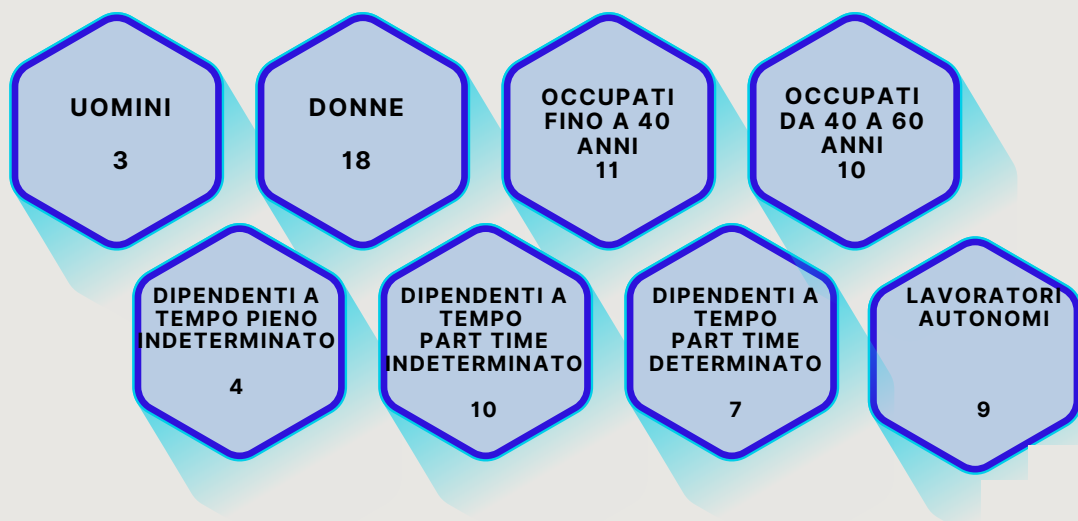 UOMINI
3
DONNE
18
OCCUPATI
FINO A 40
ANNI
11
OCCUPATI
DA 40 A 60
ANNI
10
DIPENDENTI A
TEMPO PIENO
INDETERMINATO
4
DIPENDENTI A
TEMPO
PART TIME
INDETERMINATO
10
DIPENDENTI A
TEMPO
PART TIME
DETERMINATO
7
LAVORATORI
AUTONOMI
9